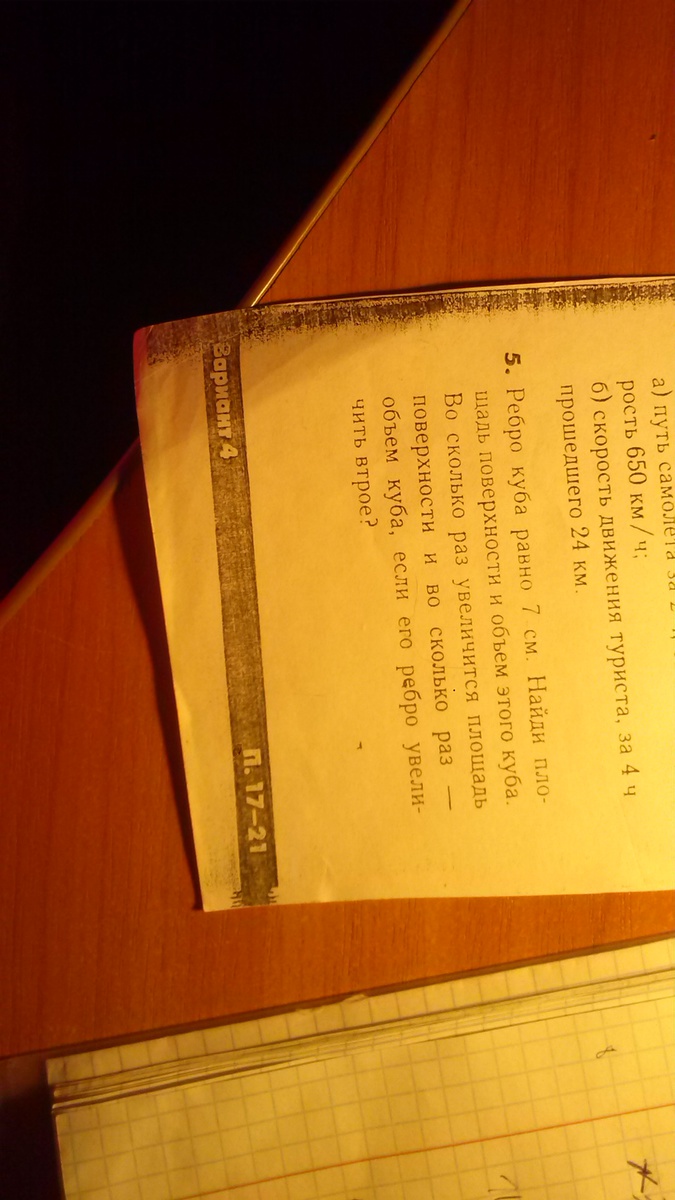 а) путь самолета за 2
рость 650 км/ч;
б) скорость движения туриста, за 4 ч
прошедшего 24 км.
5. Ребро куба равно 7 см. Найди пло-
щадь поверхности и объем этого куба.
Во сколько раз увеличится площадь
поверхности и во сколько раз —
объем куба, если его ребро увели-
чить втрое?
Вариант 4 П. 17–21